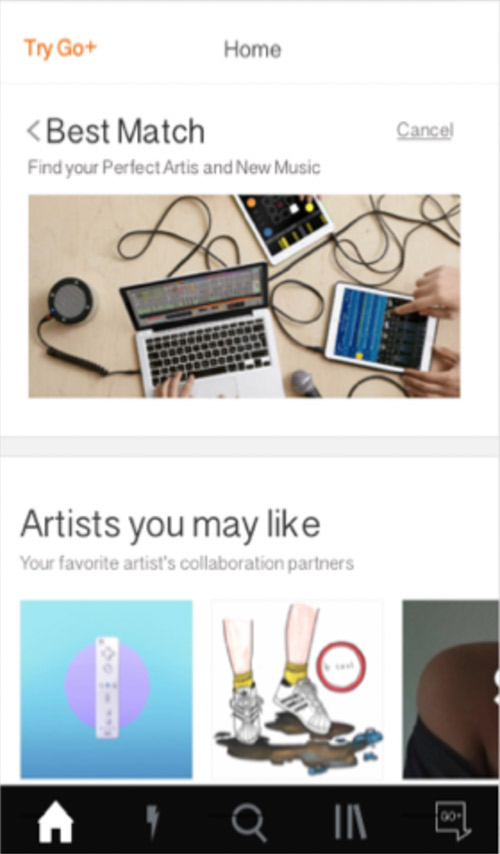 Try Go+
Home
Best Match
Cancel
Find your Perfect Artis and New Music
Artists you may like
Your favorite artist's collaboration partners
GO+